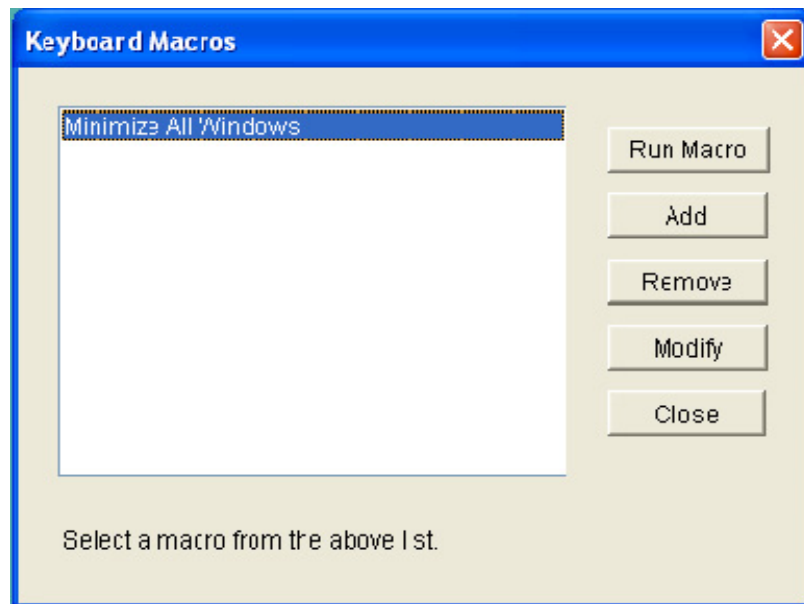 Keyboard Macros
Minimize All Windows
Run Macro
Add
Remove
Modify
Close
Select a macro from the above list.